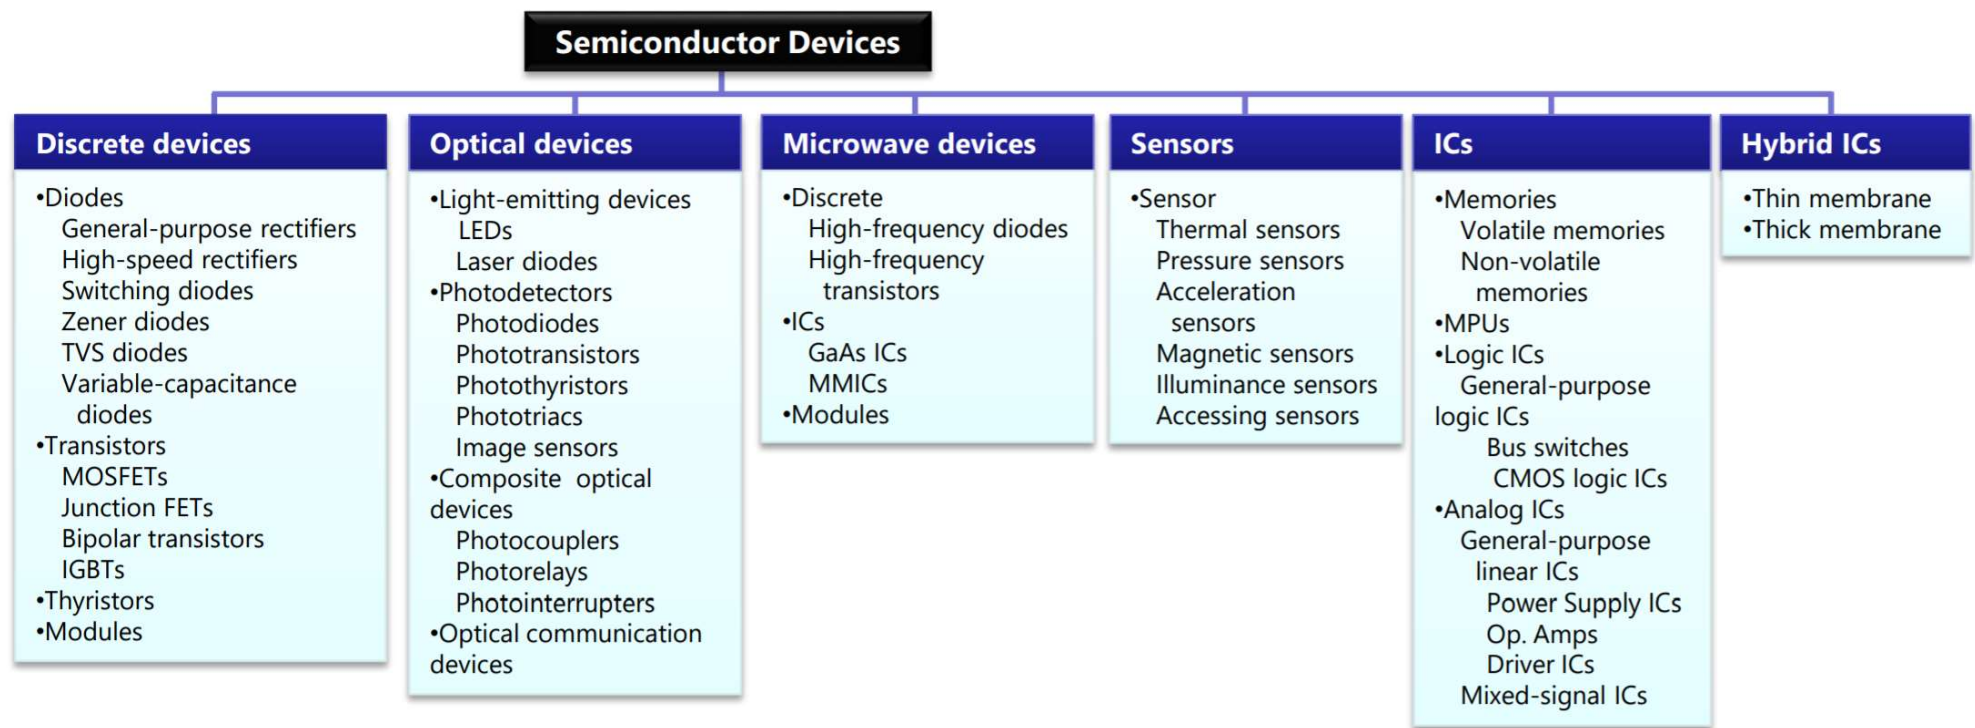 Semiconductor Devices
Discrete devices
•Diodes
General-purpose rectifiers
High-speed rectifiers
Switching diodes
Zener diodes
TVS diodes
Variable-capacitance
diodes
•Transistors
MOSFETs
Junction FETs
Bipolar transistors
IGBTs
•Thyristors
•Modules
Optical devices
•Light-emitting devices
LEDs
Laser diodes
•Photodetectors
Photodiodes
Phototransistors
Photothyristors
Phototriacs
Image sensors
•Composite optical
devices
Photocouplers
Photorelays
Photointerrupters
•Optical communication
devices
Microwave devices
•Discrete
High-frequency diodes
High-frequency
transistors
•ICs
GaAs ICs
MMICs
•Modules
Sensors
•Sensor
Thermal sensors
Pressure sensors
Acceleration
sensors
Magnetic sensors
Illuminance sensors
Accessing sensors
ICs
•Memories
Volatile memories
Non-volatile
memories
•MPUs
•Logic ICs
General-purpose
logic ICs
Bus switches
CMOS logic ICs
•Analog ICs
General-purpose
linear ICs
Power Supply ICs
Op. Amps
Driver ICs
Mixed-signal ICs
Hybrid ICs
•Thin membrane
•Thick membrane